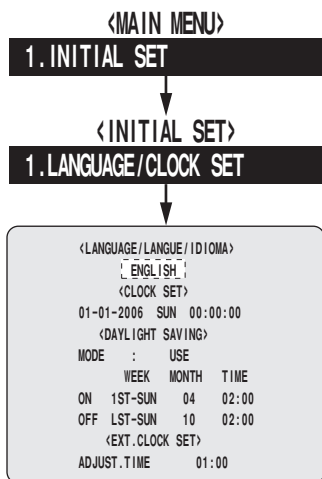 <MAIN MENU>
1.INITIAL SET
<INITIAL SET>
1.LANGUAGE/CLOCK SET
<LANGUAGE/LANGUE/IDIOMA>
ENGLISH
<CLOCK SET>
01-01-2006 SUN 00:00:00
<DAYLIGHT SAVING>
MODE : USE
WEEK MONTH TIME
ON 1ST-SUN 04 02:00
OFF LST-SUN 10 02:00
<EXT.CLOCK SET>
ADJUST.TIME 01:00